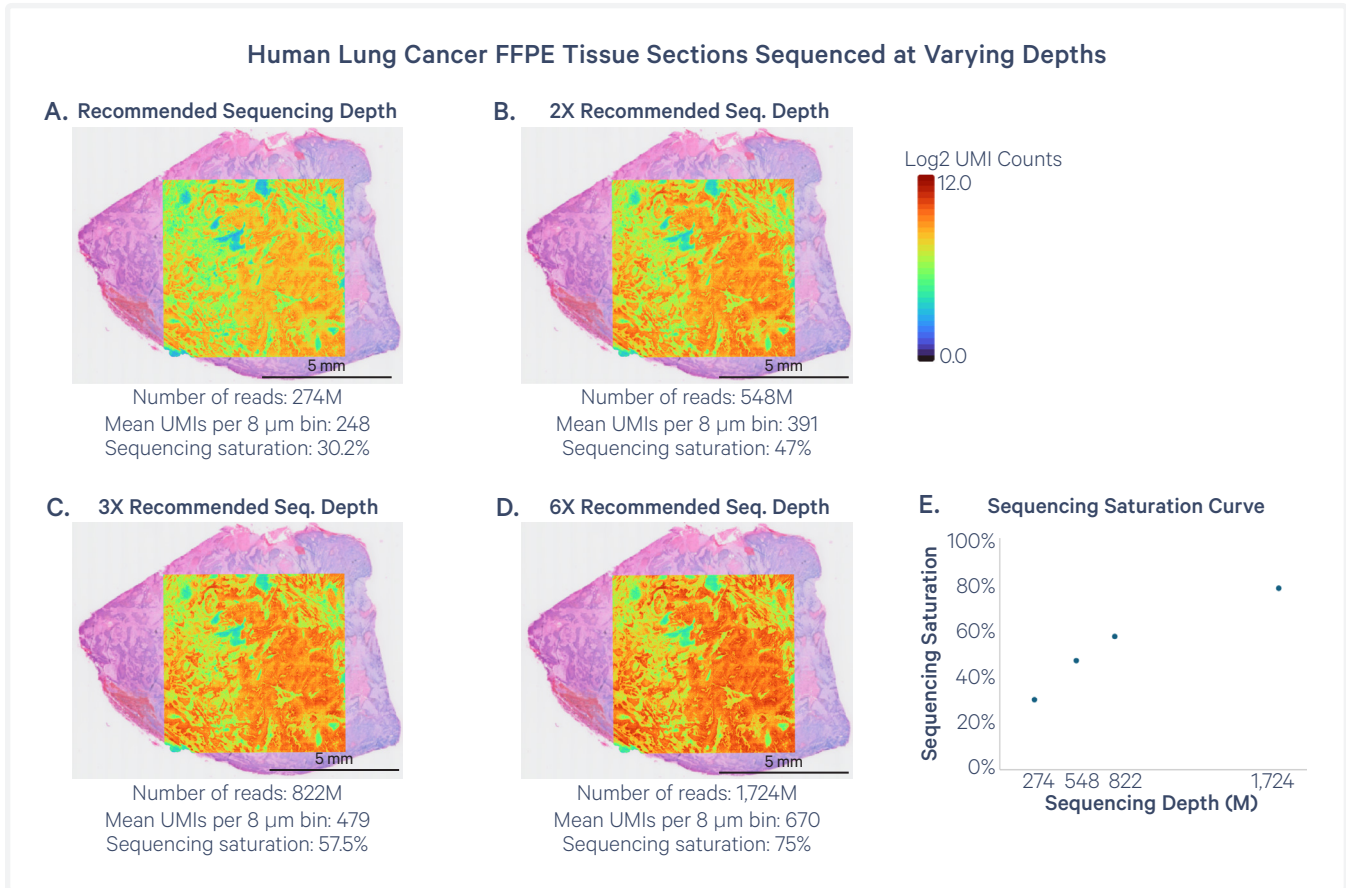 Human Lung Cancer FFPE Tissue Sections Sequenced at Varying Depths
A. Recommended Sequencing Depth
5 mm
Number of reads: 274M
Mean UMIs per 8 µm bin: 248
Sequencing saturation: 30.2%
B. 2X Recommended Seq. Depth
5 mm
Number of reads: 548M
Mean UMIs per 8 µm bin: 391
Sequencing saturation: 47%
Log2 UMI Counts
12.0
0.0
C. 3X Recommended Seq. Depth
5 mm
Number of reads: 822M
Mean UMIs per 8 µm bin: 479
Sequencing saturation: 57.5%
D. 6X Recommended Seq. Depth
5 mm
Number of reads: 1,724M
Mean UMIs per 8 µm bin: 670
Sequencing saturation: 75%
E. Sequencing Saturation Curve
Sequencing Saturation
100%
80%
60%
40%
20%
0%
274 548 822 1,724
Sequencing Depth (M)